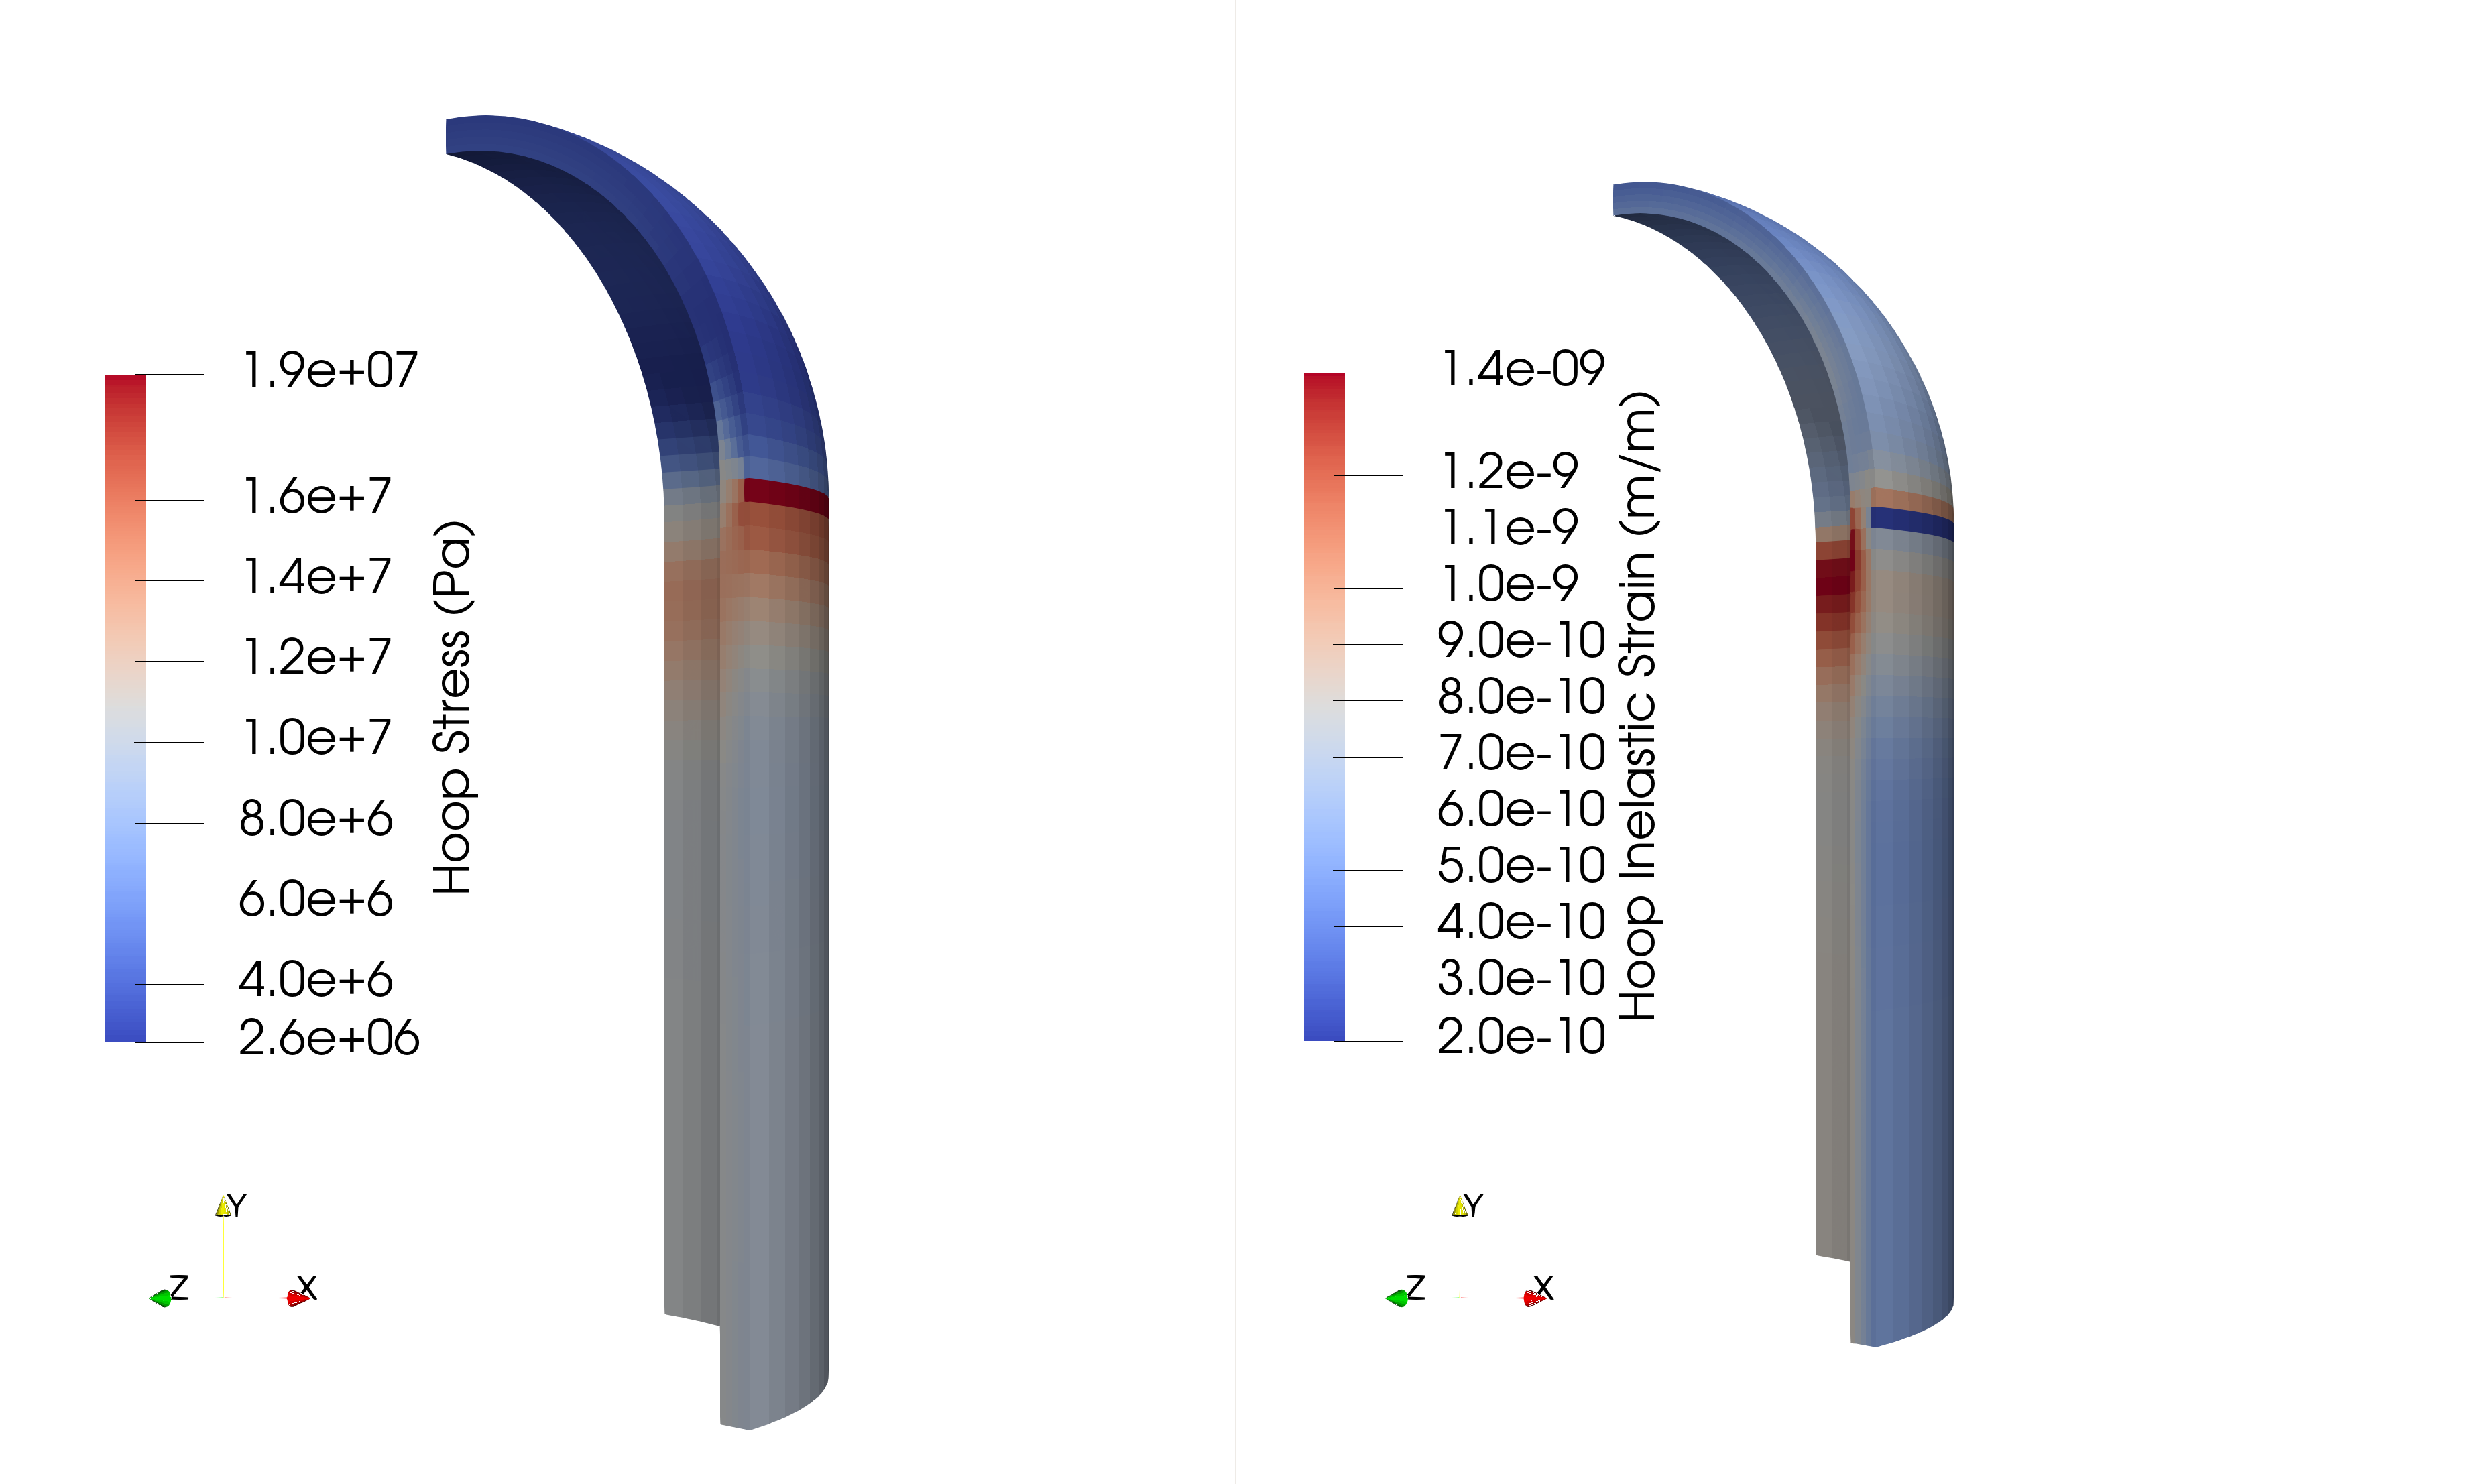 1.9e+07
1.6e+7
1.4e+7
1.2e+7
1.0e+7
8.0e+6
6.0e+6
4.0e+6
2.6e+06
Hoop Stress (Pa)
Y
Z
X
1.4e-09
1.2e-9
1.1e-9
1.0e-9
9.0e-10
8.0e-10
7.0e-10
6.0e-10
5.0e-10
4.0e-10
3.0e-10
2.0e-10
Hoop Inelastic Strain (m/m)
Y
Z
X